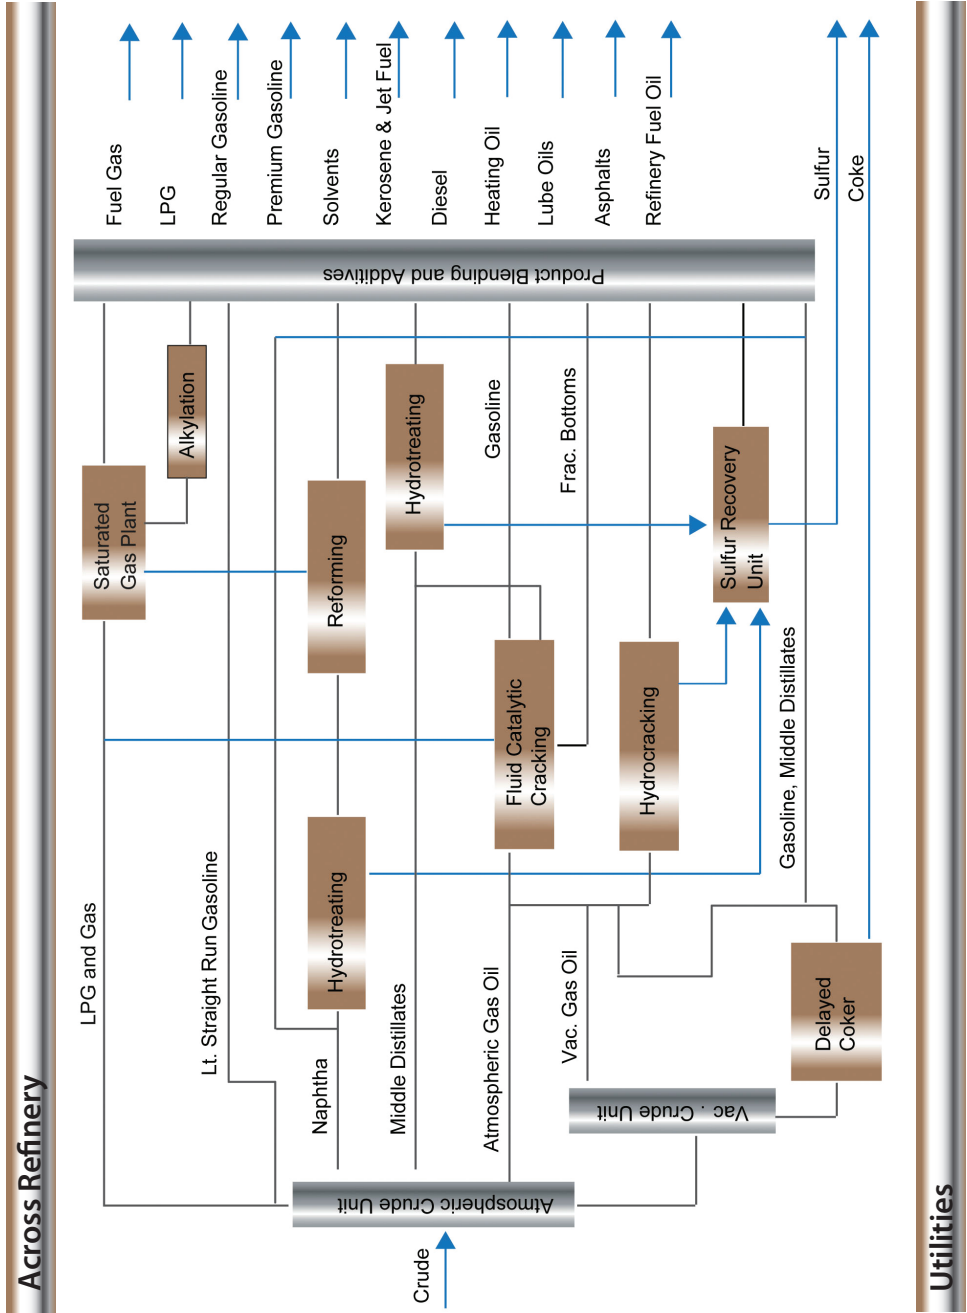 Across Refinery
Fuel Gas
LPG
Regular Gasoline
Premium Gasoline
Solvents
Kerosene & Jet Fuel
Diesel
Heating Oil
Lube Oils
Asphalts
Refinery Fuel Oil
Sulfur
Coke
Product Blending and Additives
Alkylation
Saturated
Gas Plant
Reforming
Hydrotreating
Gasoline
Frac. Bottoms
Sulfur Recovery
Unit
Fluid Catalytic
Cracking
Hydrocracking
Gasoline, Middle Distillates
Hydrotreating
LPG and Gas
Lt. Straight Run Gasoline
Naphtha
Middle Distillates
Atmospheric Gas Oil
Vac. Gas Oil
Delayed
Coker
Vac . Crude Unit
Atmospheric Crude Unit
Crude
Utilities